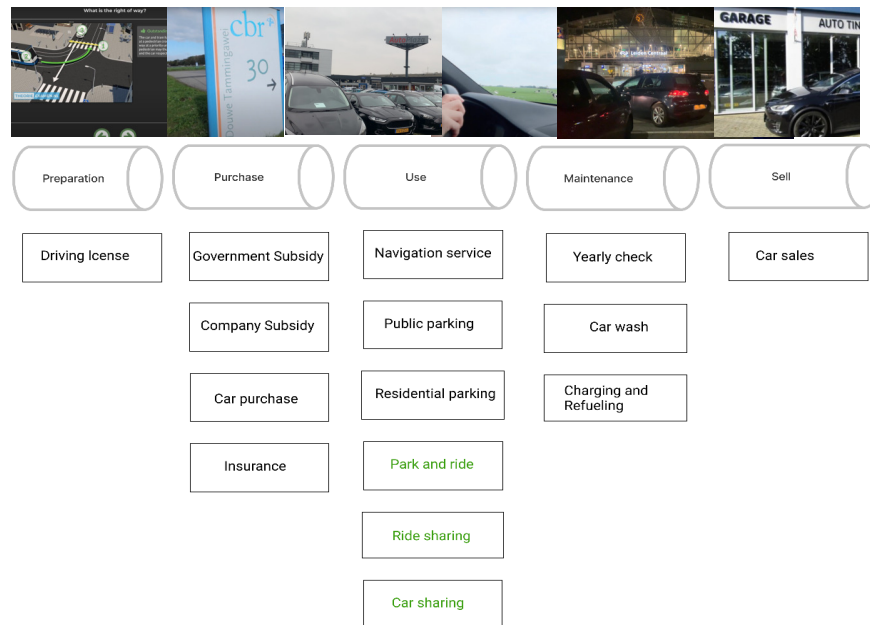 What is the right of way?
cbr
Douwe Tammingawei
30
GARAGE
AUTO TIN
Preparation
Purchase
Use
Maintenance
Sell
Driving lcense
Government Subsidy
Navigation service
Yearly check
Car sales
Company Subsidy
Public parking
Car wash
Car purchase
Residential parking
Charging and
Refueling
Insurance
Park and ride
Ride sharing
Car sharing